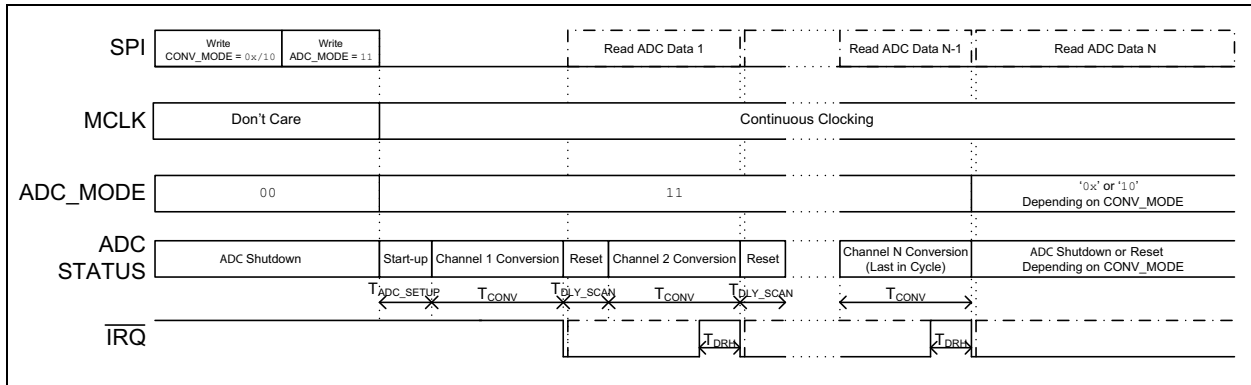 SPI
Write
CONV_MODE = 0x/10
Write
ADC_MODE = 11
Read ADC Data 1
Read ADC Data N-1
Read ADC Data N
MCLK
Don't Care
Continuous Clocking
ADC_MODE
00
11
'0x' or '10'
Depending on CONV_MODE
ADC
STATUS
ADC Shutdown
Start-up
Channel 1 Conversion
Reset
Channel 2 Conversion
Reset
Channel N Conversion
(Last in Cycle)
ADC Shutdown or Reset
Depending on CONV_MODE
TADC_SETUP
TCONV
TDLY_SCAN
TCONV
TDLY_SCAN
TCONV
IRQ
TDRH
TDRH